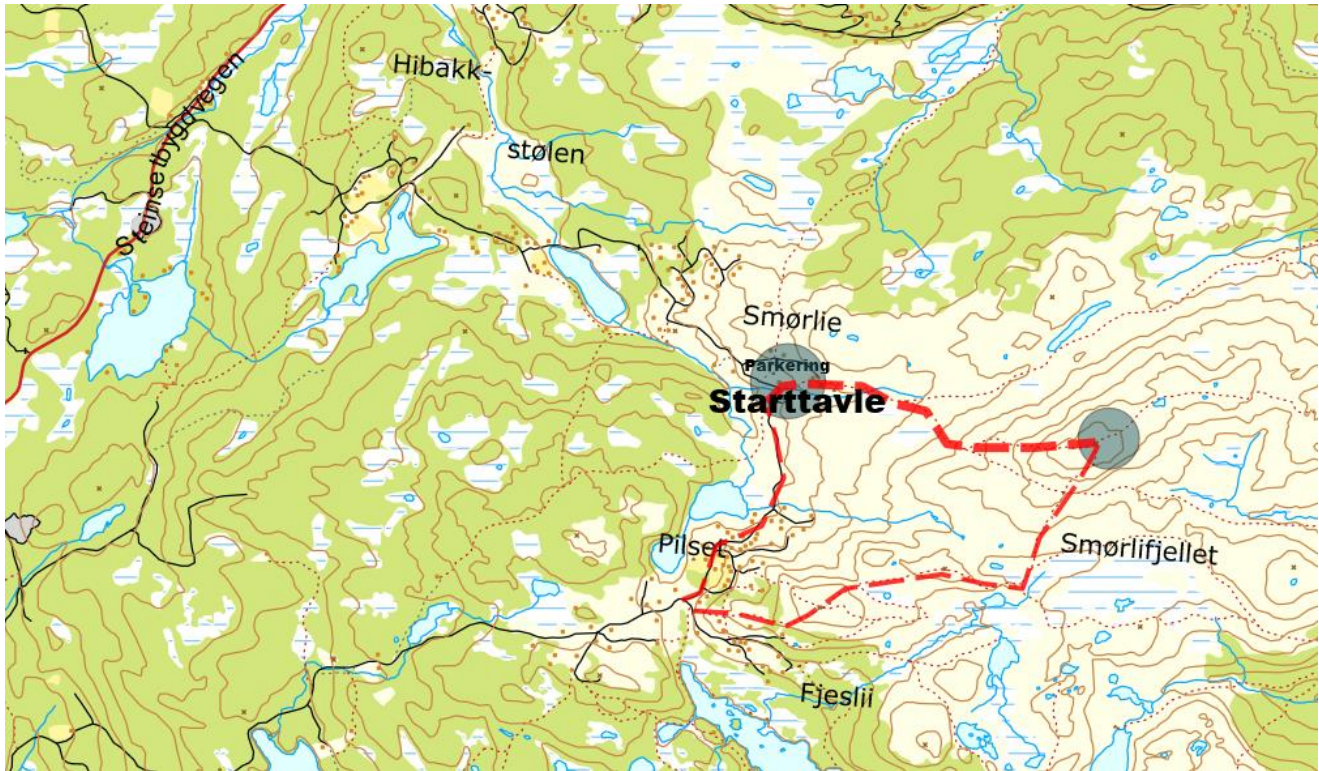 Hibakk-
stølen
Steinsetbygdvegen
Smørlie
Parkering
Starttavle
Pilset
Smørlifjellet
Fjeslii